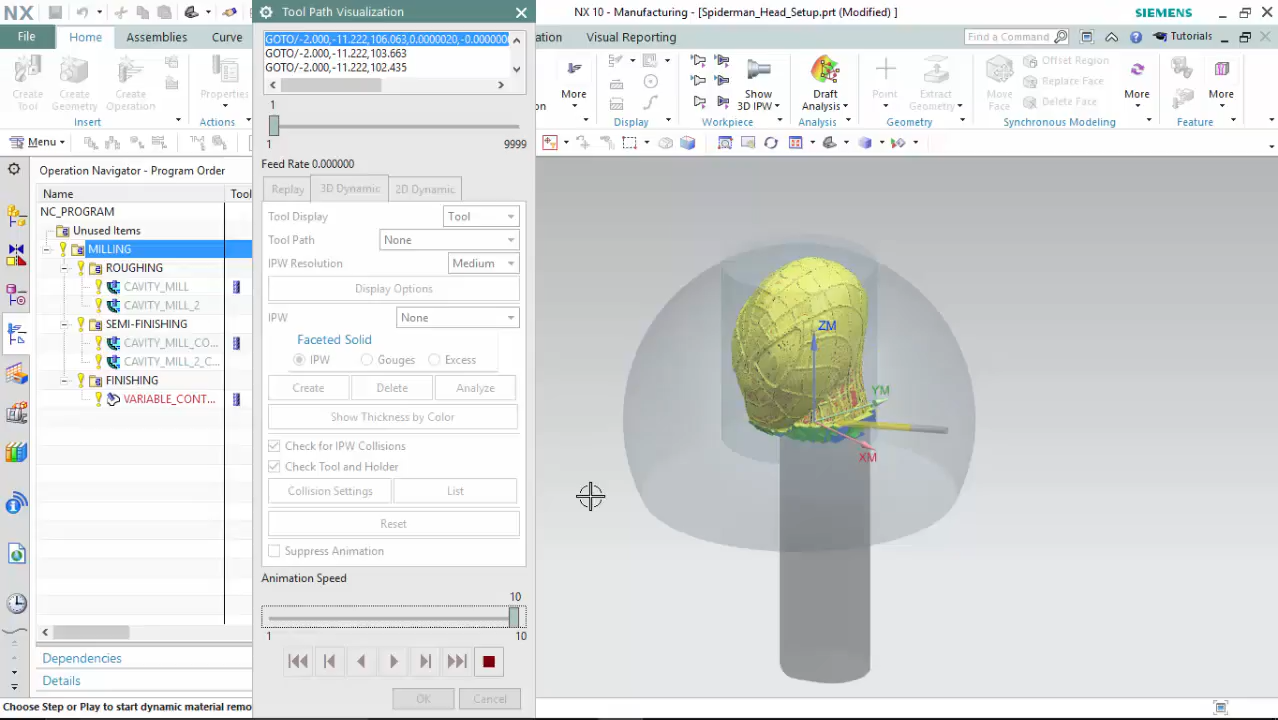 NX
Tool Path Visualization
NX 10 - Manufacturing - [Spiderman_Head_Setup.prt (Modified) ]
SIEMENS
File
Home
Assemblies
Curve
Visual Reporting
Find a Command
Tutorials
Create Tool
Create Geometry
Create Operation
Properties
Insert
Actions
GOTO/-2.000,-11.222,106.063,0.0000020,-0.000000
GOTO/-2.000,-11.222,103.663
GOTO/-2.000,-11.222,102.435
1
1
9999
Feed Rate 0.000000
More
Display
Show 3D IPW
Workpiece
Draft Analysis
Analysis
Point
Extract Geometry
Geometry
Move Face
Offset Region
Replace Face
Delete Face
Synchronous Modeling
More
More
Feature
Menu
Operation Navigator - Program Order
Name
Tool
NC_PROGRAM
Unused Items
MILLING
ROUGHING
CAVITY_MILL
CAVITY_MILL_2
SEMI-FINISHING
CAVITY_MILL_CO...
CAVITY_MILL_2_C...
FINISHING
VARIABLE_CONT...
Dependencies
Details
Replay
3D Dynamic
2D Dynamic
Tool Display
Tool
Tool Path
None
IPW Resolution
Medium
Display Options
IPW
None
Faceted Solid
IPW
Gouges
Excess
Create
Delete
Analyze
Show Thickness by Color
Check for IPW Collisions
Check Tool and Holder
Collision Settings
List
Reset
Suppress Animation
Animation Speed
10
1
10
OK
Cancel
ZM
YM
XM
Choose Step or Play to start dynamic material remo